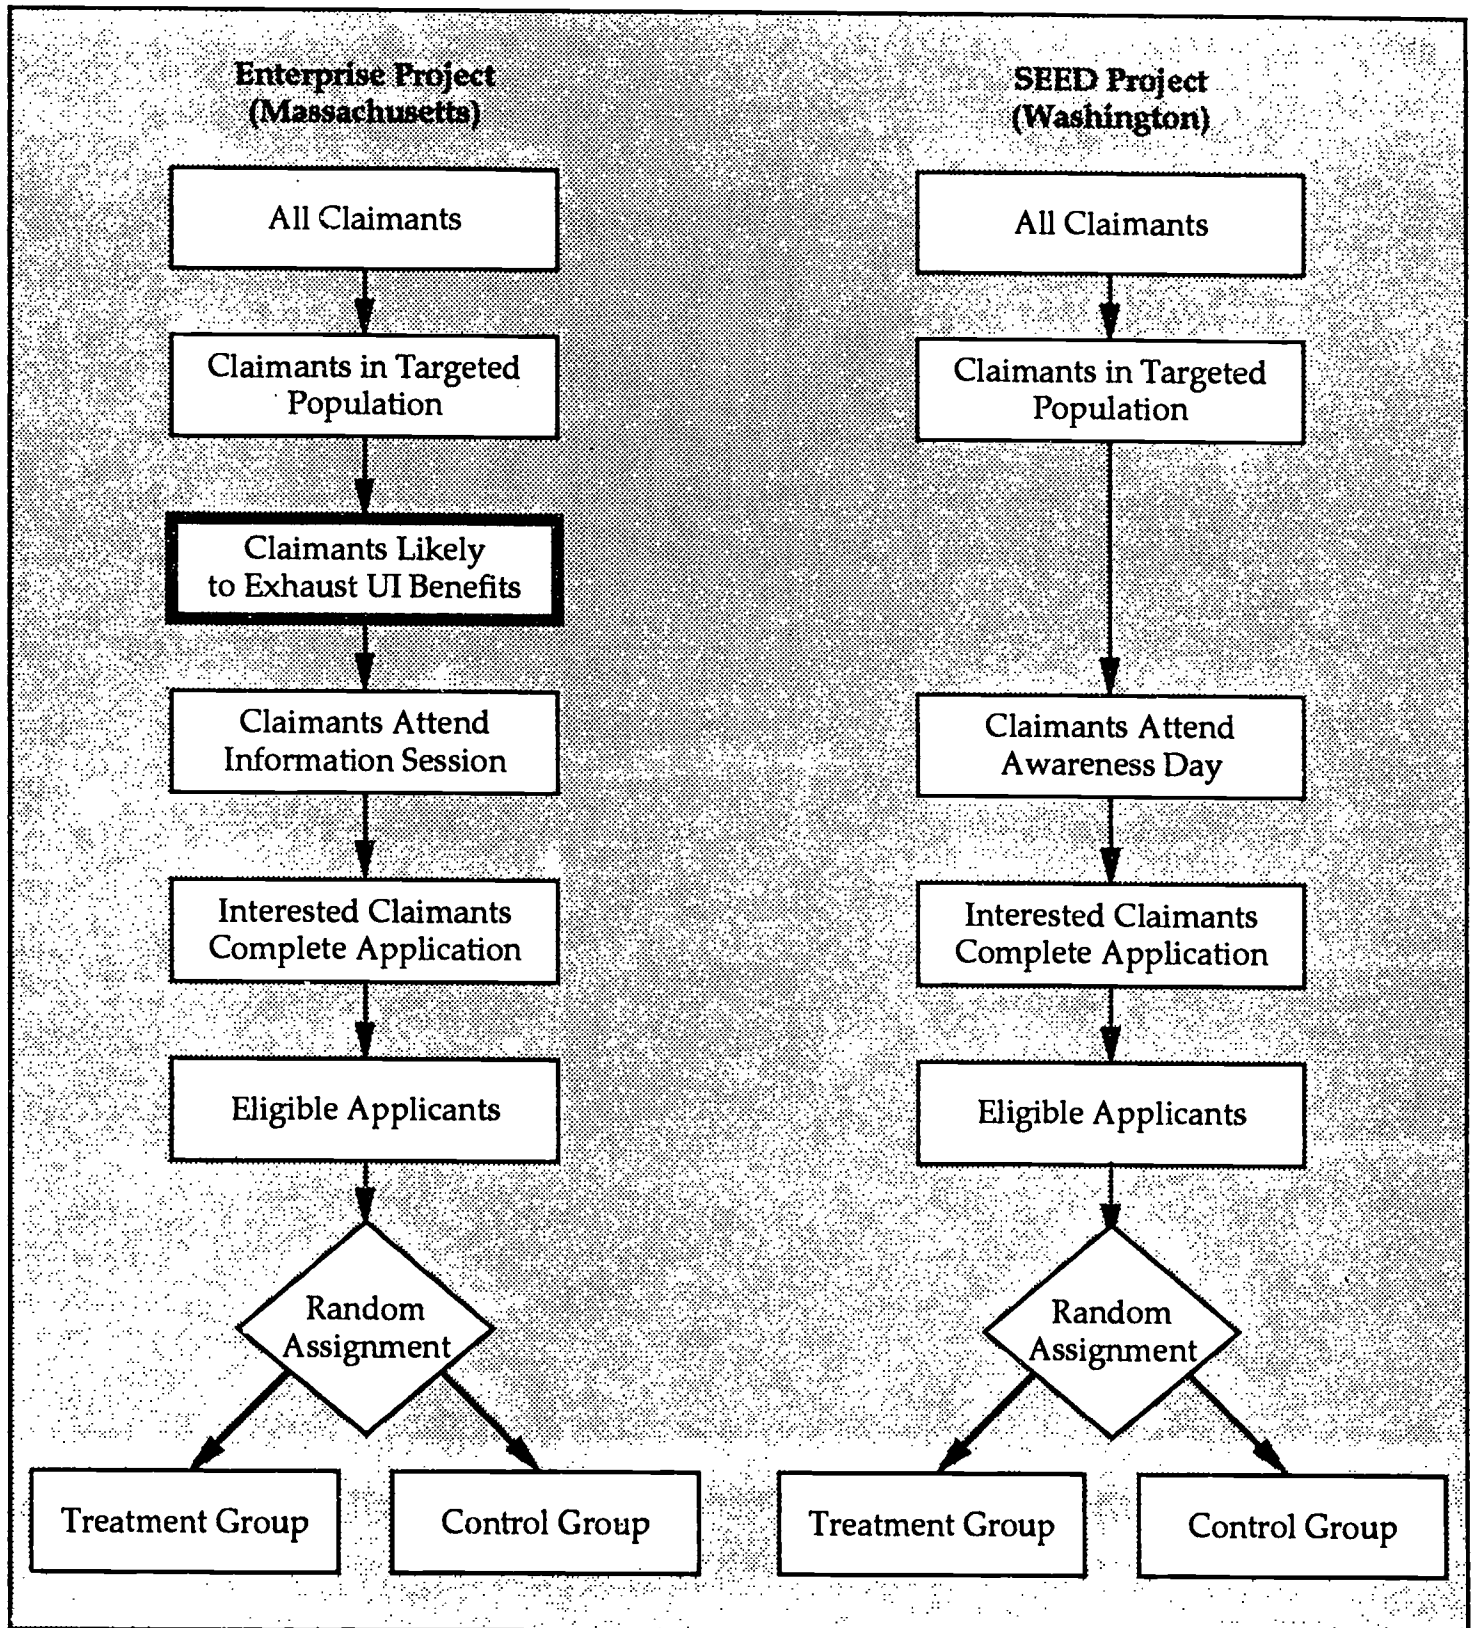 Enterprise Project
(Massachusetts)
All Claimants
Claimants in Targeted
Population
Claimants Likely
to Exhaust UI Benefits
Claimants Attend
Information Session
Interested Claimants
Complete Application
Eligible Applicants
Random
Assignment
Treatment Group
Control Group
SEED Project
(Washington)
All Claimants
Claimants in Targeted
Population
Claimants Attend
Awareness Day
Interested Claimants
Complete Application
Eligible Applicants
Random
Assignment
Treatment Group
Control Group